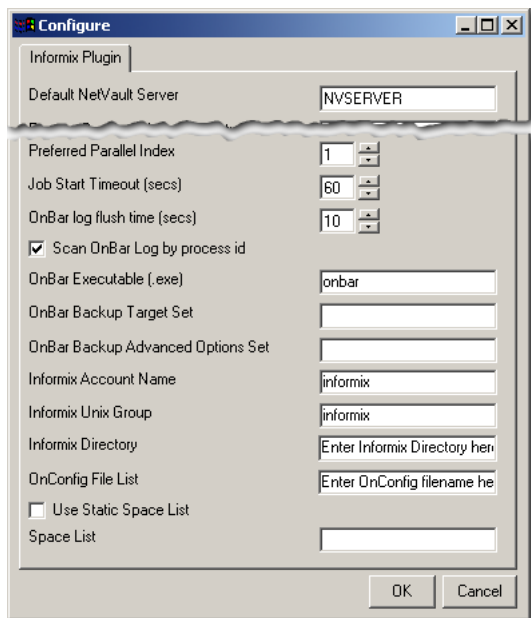 Configure
Informix Plugin
Default NetVault Server NVSERVER
Preferred Parallel Index 1
Job Start Timeout (secs) 60
OnBar log flush time (secs) 10
Scan OnBar Log by process id
OnBar Executable (.exe) onbar
OnBar Backup Target Set
OnBar Backup Advanced Options Set
Informix Account Name informix
Informix Unix Group informix
Informix Directory Enter Informix Directory her
OnConfig File List Enter OnConfig filename he
Use Static Space List
Space List
OK Cancel